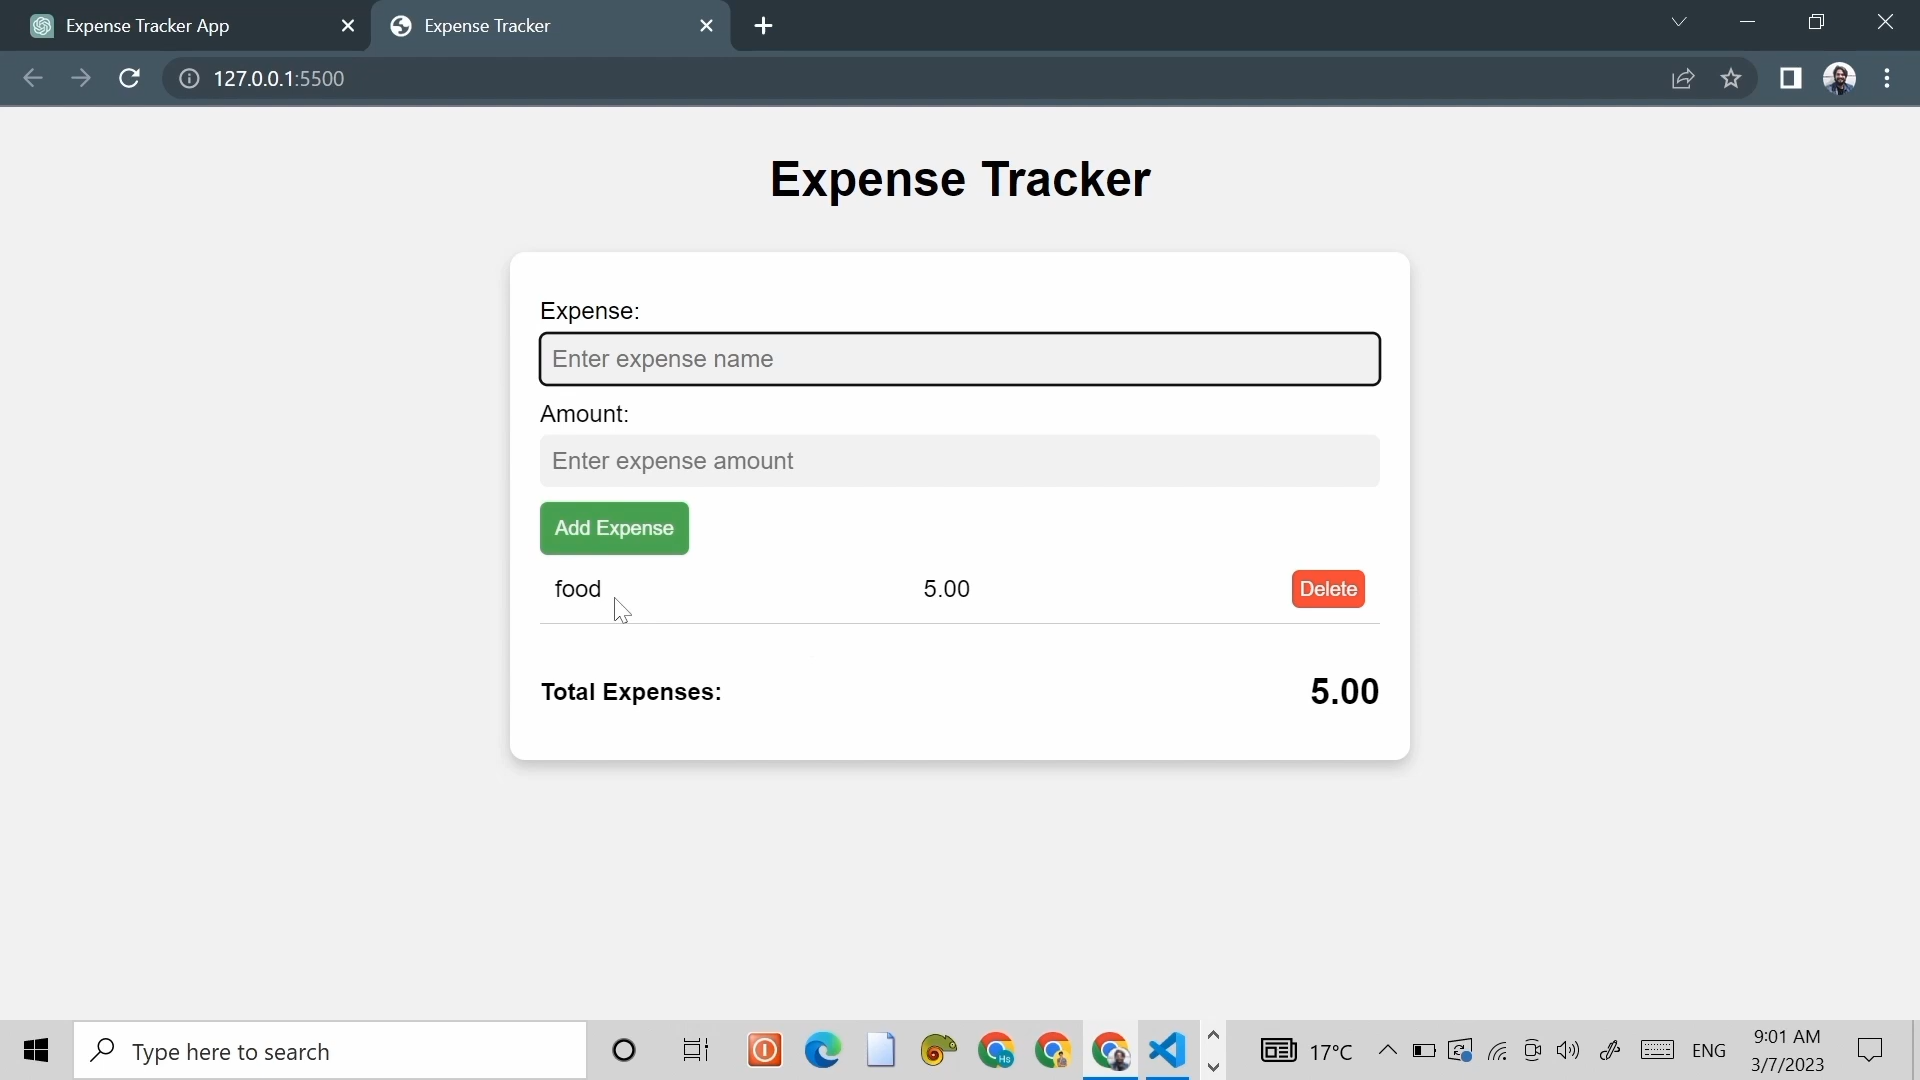 Expense Tracker App
Expense Tracker
127.0.0.1:5500
Expense Tracker
Expense:
Enter expense name
Amount:
Enter expense amount
Add Expense
food 5.00 Delete
Total Expenses: 5.00
Type here to search
Hs
17°C
ENG
9:01 AM
3/7/2023